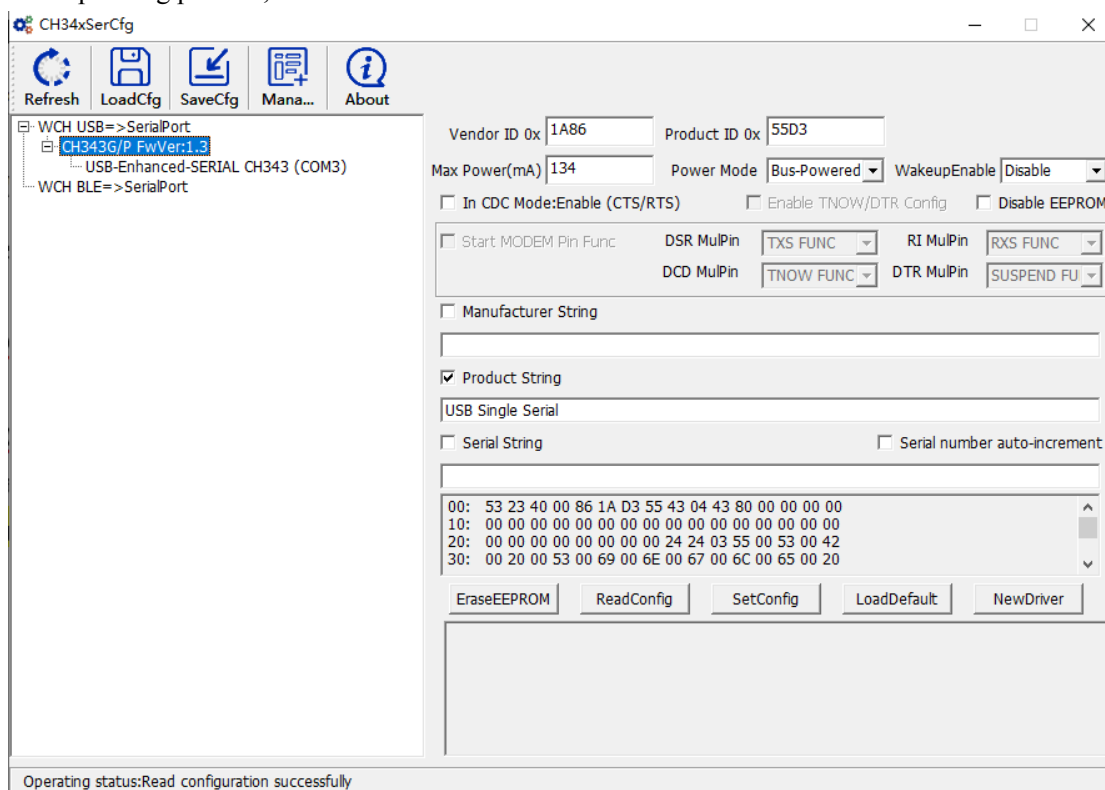 CH34xSerCfg
Refresh LoadCfg SaveCfg Mana... About
WCH USB=>SerialPort
CH343G/P FwVer:1.3
USB-Enhanced-SERIAL CH343 (COM3)
WCH BLE=>SerialPort
Vendor ID 0x 1A86 Product ID 0x 55D3
Max Power(mA) 134 Power Mode Bus-Powered WakeupEnable Disable
In CDC Mode:Enable (CTS/RTS) Enable TNOW/DTR Config Disable EEPROM
Start MODEM Pin Func DSR MulPin TXS FUNC RI MulPin RXS FUNC
DCD MulPin TNOW FUNC DTR MulPin SUSPEND FU
Manufacturer String
Product String
USB Single Serial
Serial String Serial number auto-increment
00: 53 23 40 00 86 1A D3 55 43 04 43 80 00 00 00 00
10: 00 00 00 00 00 00 00 00 00 00 00 00 00 00 00 00
20: 00 00 00 00 00 00 00 00 24 24 03 55 00 53 00 42
30: 00 20 00 53 00 69 00 6E 00 67 00 6C 00 65 00 20
EraseEEPROM ReadConfig SetConfig LoadDefault NewDriver
Operating status:Read configuration successfully